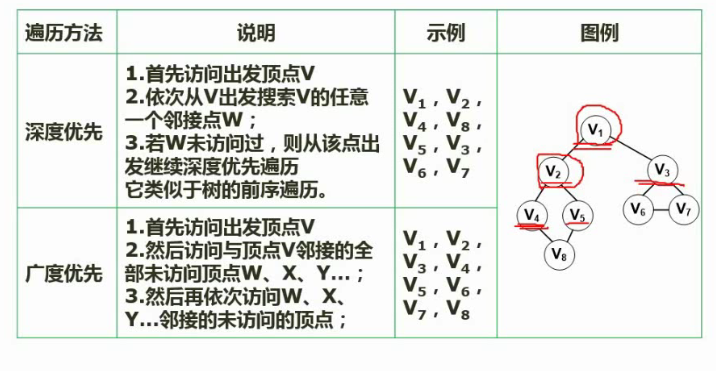 遍历方法
说明
示例
图例
深度优先
1.首先访问出发顶点V
2.依次从V出发搜索V的任意
一个邻接点W；
3.若W未访问过，则从该点出
发继续深度优先遍历
它类似于树的前序遍历。
V1，V2，
V4，V8，
V5，V3，
V6，V7
广度优先
1.首先访问出发顶点V
2.然后访问与顶点V邻接的全
部未访问顶点W、X、Y...；
3.然后再依次访问W、X、
Y...邻接的未访问的顶点；
V1，V2，
V3，V4，
V5，V6，
V7，V8
V1
V2
V3
V4
V5
V6
V7
V8